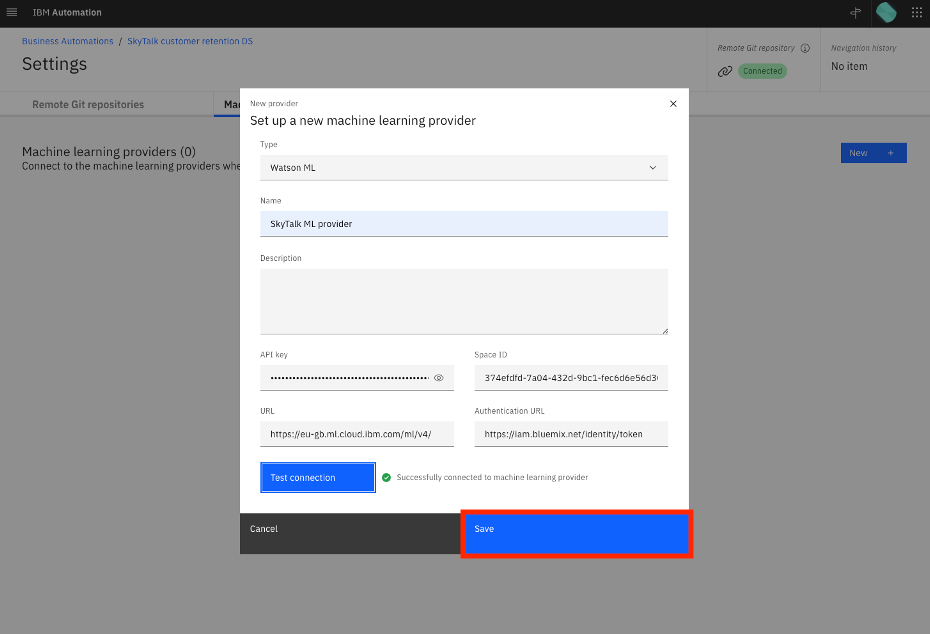 IBM Automation
Business Automations / SkyTalk customer retention DS
Settings
Remote Git repository
Connected
Navigation history
No item
Remote Git repositories
Machine learning providers (0)
Connect to the machine learning providers
New +
New provider
Set up a new machine learning provider
Type
Watson ML
Name
SkyTalk ML provider
Description
API key
Space ID
••••••••••••••••••••••••••••••••••••••••••••
374efdfd-7a04-432d-9bc1-fec6d6e56d3
URL
Authentication URL
https://eu-gb.ml.cloud.ibm.com/ml/v4/
https://iam.bluemix.net/identity/token
Test connection
Successfully connected to machine learning provider
Cancel
Save